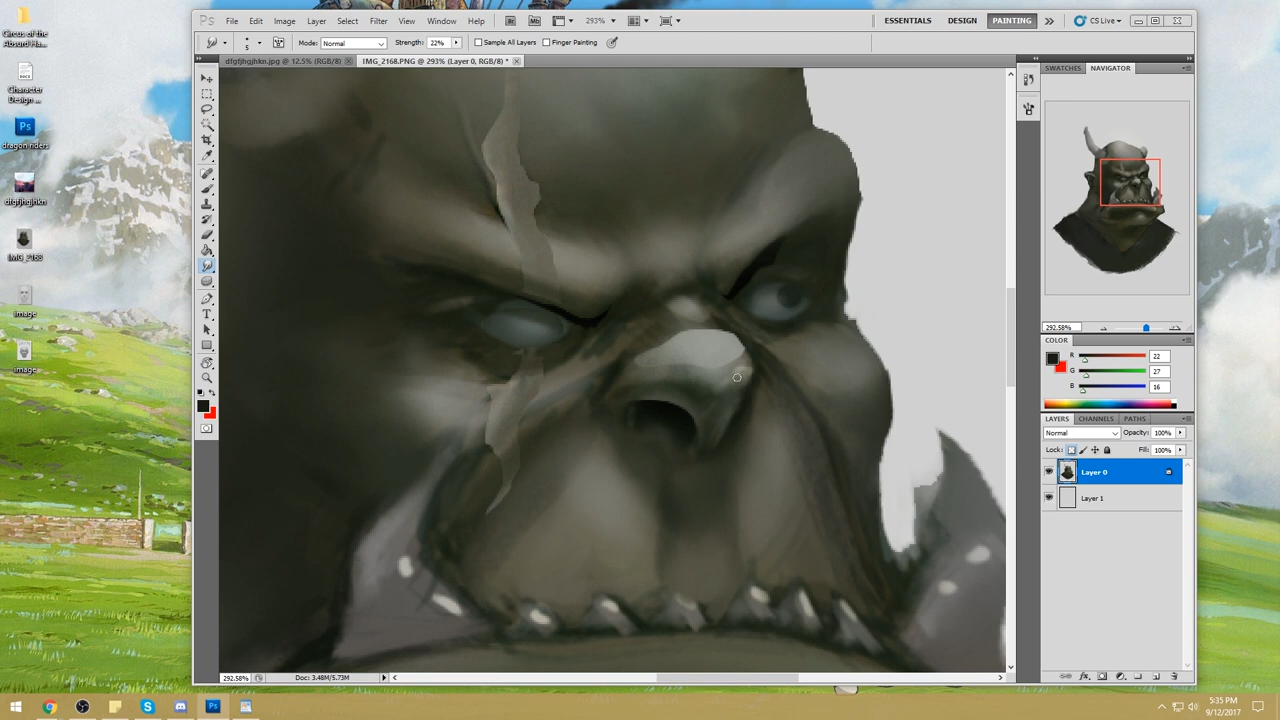 Circus of the
Absurd Ha...
Character
Design ...
dragon riders
dfgfjhgjhkn
IMG_2168
image
image
Ps File Edit Image Layer Select Filter View Window Help Br Mb 293% ESSENTIALS DESIGN PAINTING CS Live
5 Mode: Normal Strength: 22% Sample All Layers Finger Painting
dfgfjhgjhkn.jpg @ 12.5% (RGB/8) IMG_2168.PNG @ 293% (Layer 0, RGB/8) *
SWATCHES NAVIGATOR
292.58%
COLOR
R 22
G 27
B 16
LAYERS CHANNELS PATHS
Normal Opacity: 100%
Lock: Fill: 100%
Layer 0
Layer 1
292.58% Doc: 3.48M/5.73M
5:35 PM
9/12/2017